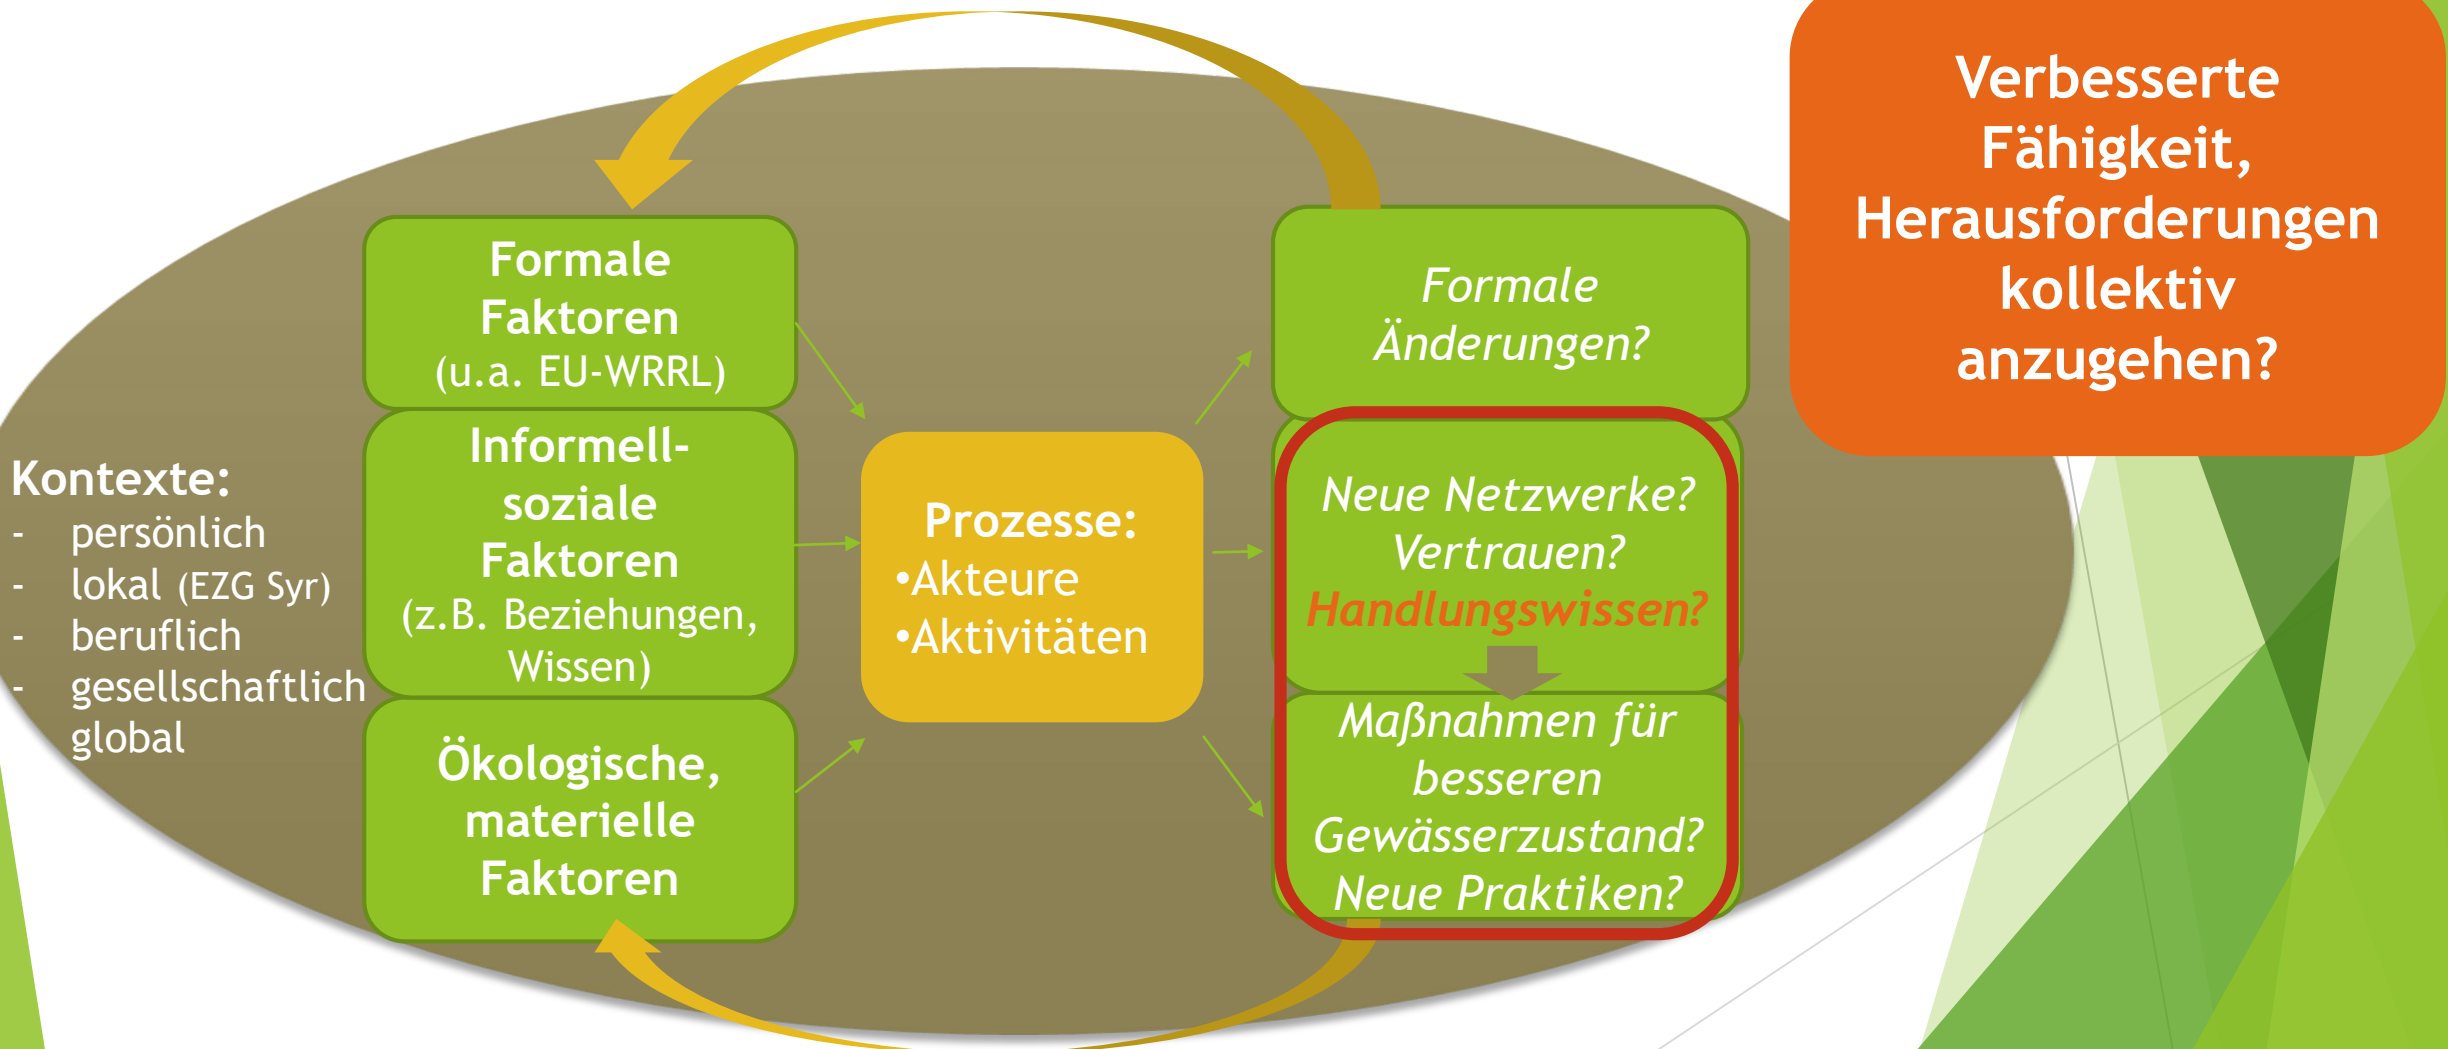 Verbesserte
Fähigkeit,
Herausforderungen
kollektiv
anzugehen?
Kontexte:
- persönlich
- lokal (EZG Syr)
- beruflich
- gesellschaftlich
global
Formale
Faktoren
(u.a. EU-WRRL)
Informell-
soziale
Faktoren
(z.B. Beziehungen,
Wissen)
Ökologische,
materielle
Faktoren
Prozesse:
•Akteure
•Aktivitäten
Formale
Änderungen?
Neue Netzwerke?
Vertrauen?
Handlungswissen?
Maßnahmen für
besseren
Gewässerzustand?
Neue Praktiken?